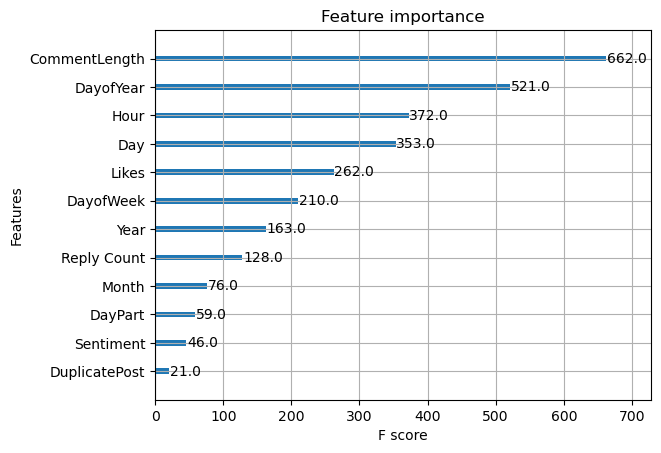 Feature importance
CommentLength 662.0
DayofYear 521.0
Hour 372.0
Day 353.0
Likes 262.0
DayofWeek 210.0
Year 163.0
Reply Count 128.0
Month 76.0
DayPart 59.0
Sentiment 46.0
DuplicatePost 21.0
Features
0 100 200 300 400 500 600 700
F score